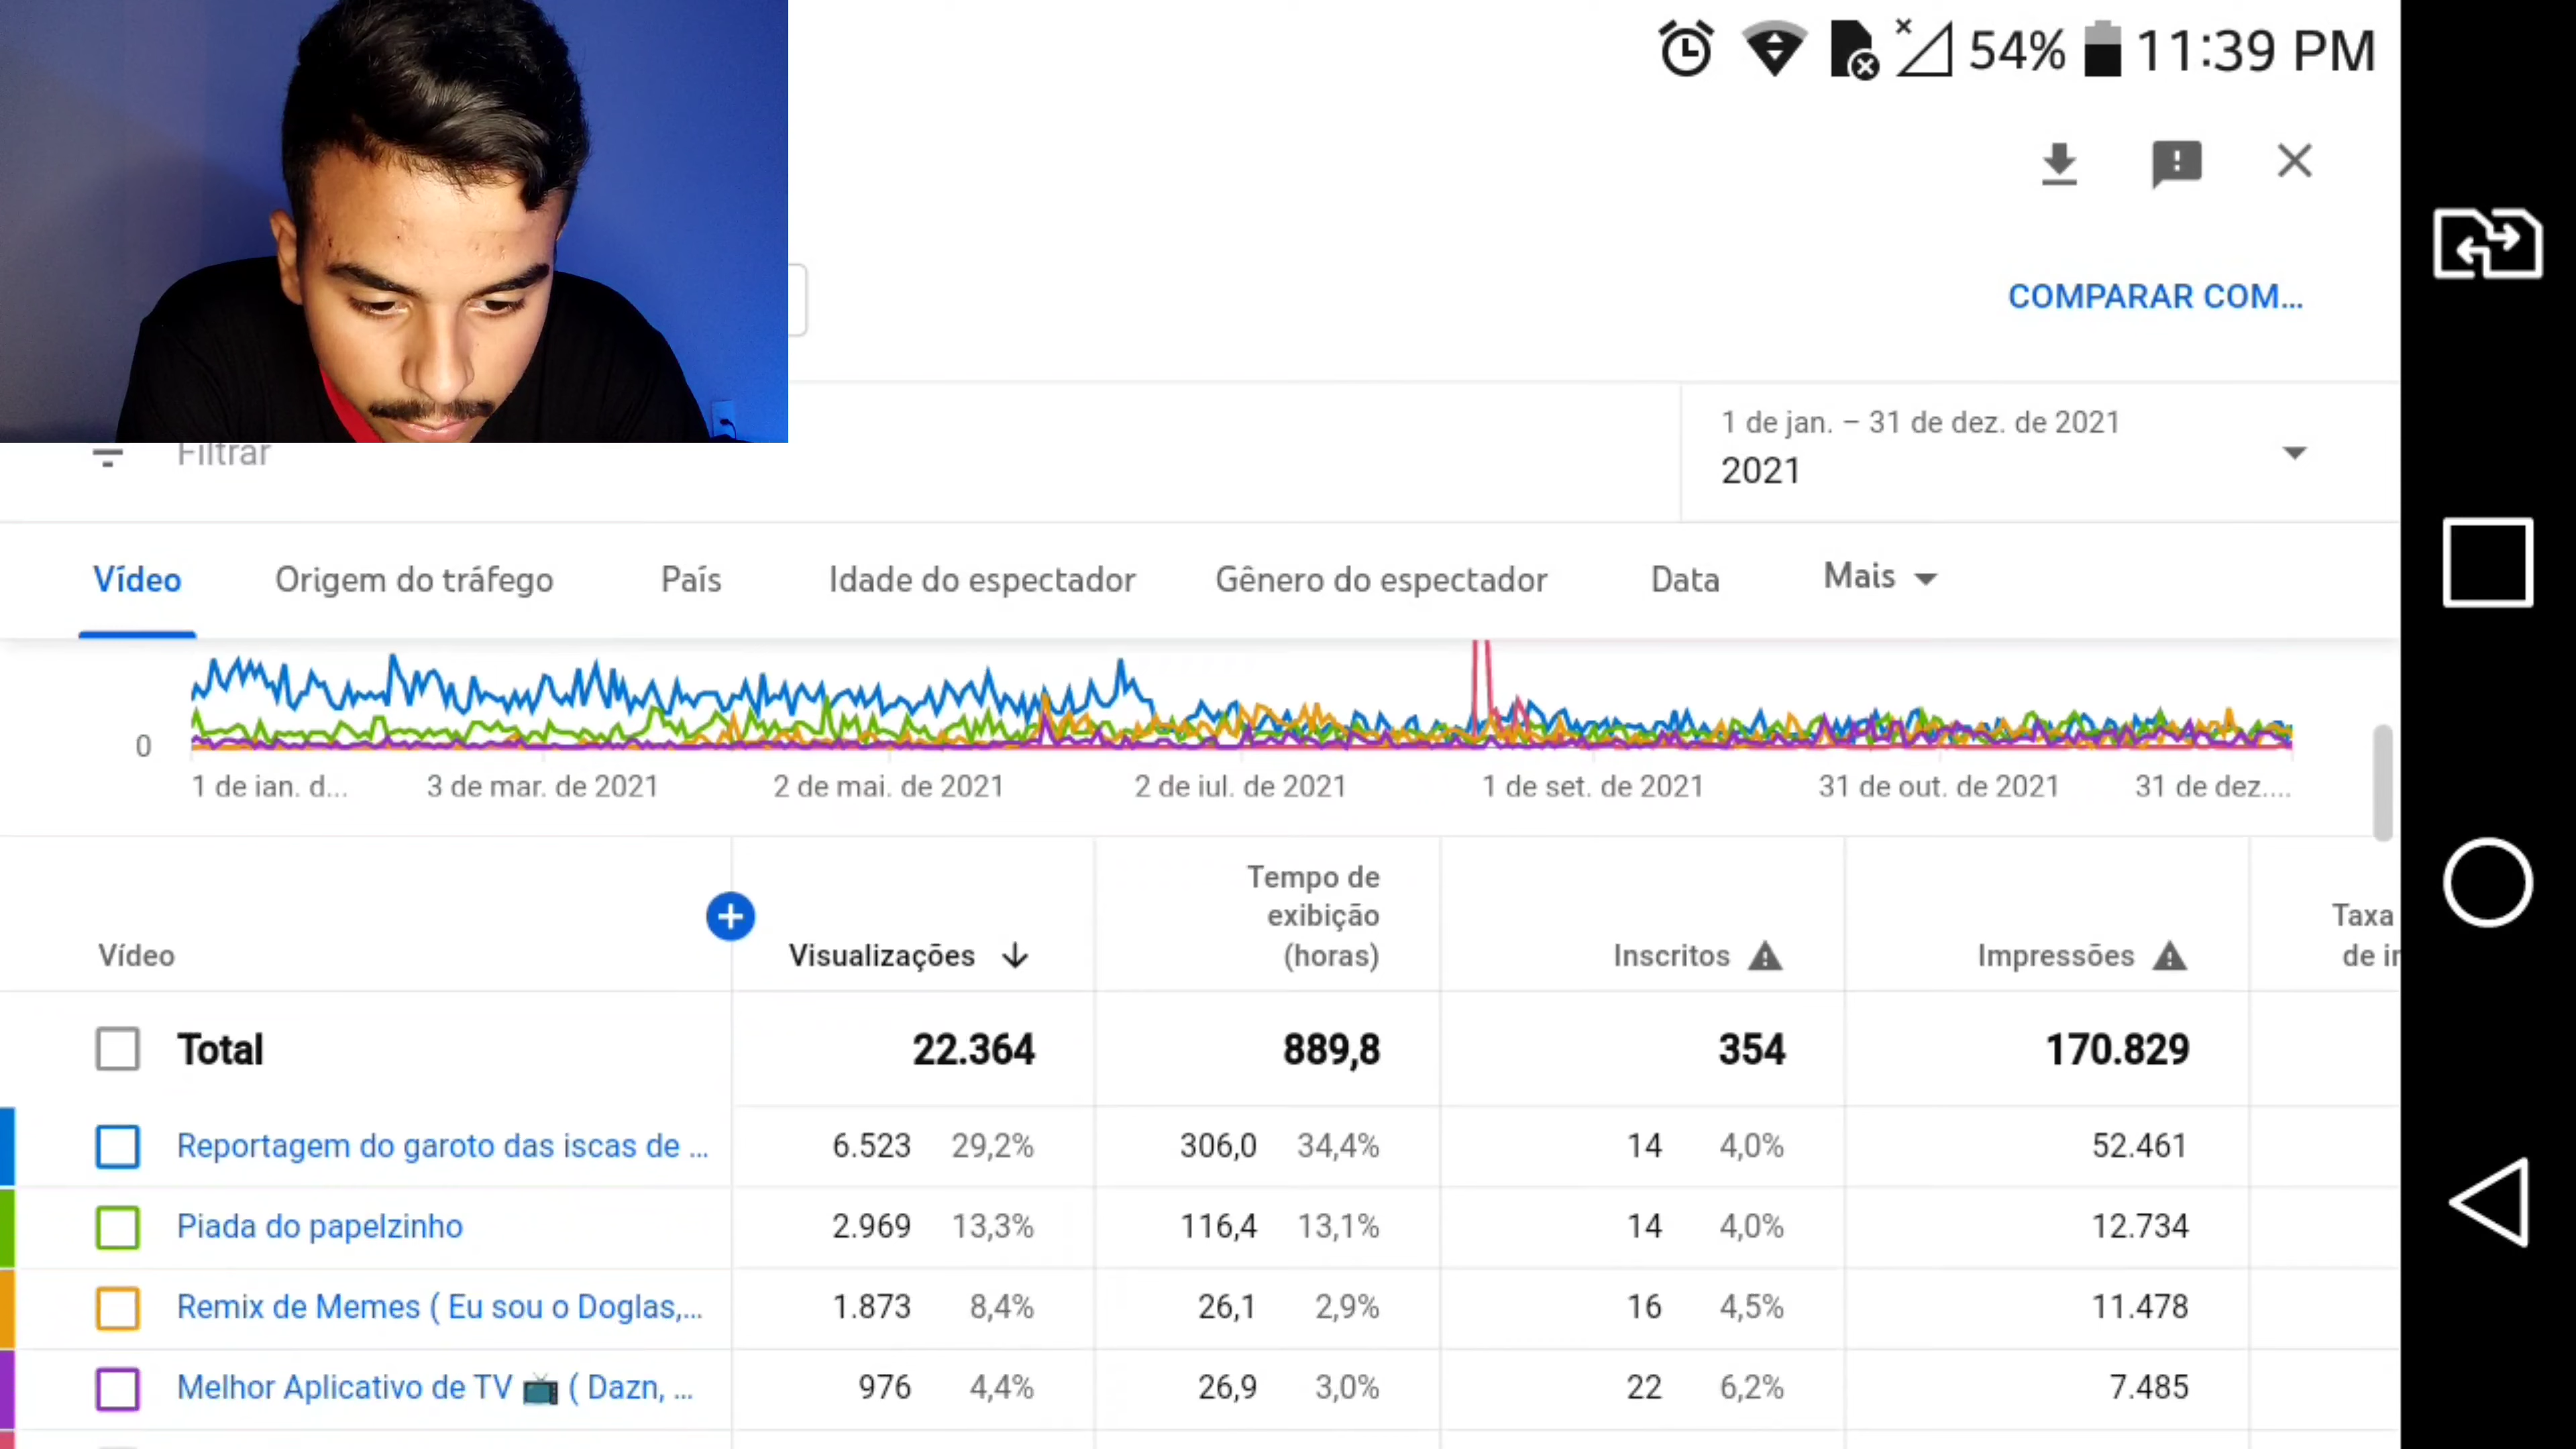 54% 11:39 PM
COMPARAR COM...
Filtrar
1 de jan. – 31 de dez. de 2021
2021
Vídeo Origem do tráfego País Idade do espectador Gênero do espectador Data Mais
0
1 de jan. d... 3 de mar. de 2021 2 de mai. de 2021 2 de jul. de 2021 1 de set. de 2021 31 de out. de 2021 31 de dez....
Vídeo Visualizações Tempo de exibição (horas) Inscritos Impressões Taxa de ir
Total 22.364 889,8 354 170.829
Reportagem do garoto das iscas de ... 6.523 29,2% 306,0 34,4% 14 4,0% 52.461
Piada do papelzinho 2.969 13,3% 116,4 13,1% 14 4,0% 12.734
Remix de Memes ( Eu sou o Doglas,... 1.873 8,4% 26,1 2,9% 16 4,5% 11.478
Melhor Aplicativo de TV 📺 ( Dazn, ... 976 4,4% 26,9 3,0% 22 6,2% 7.485